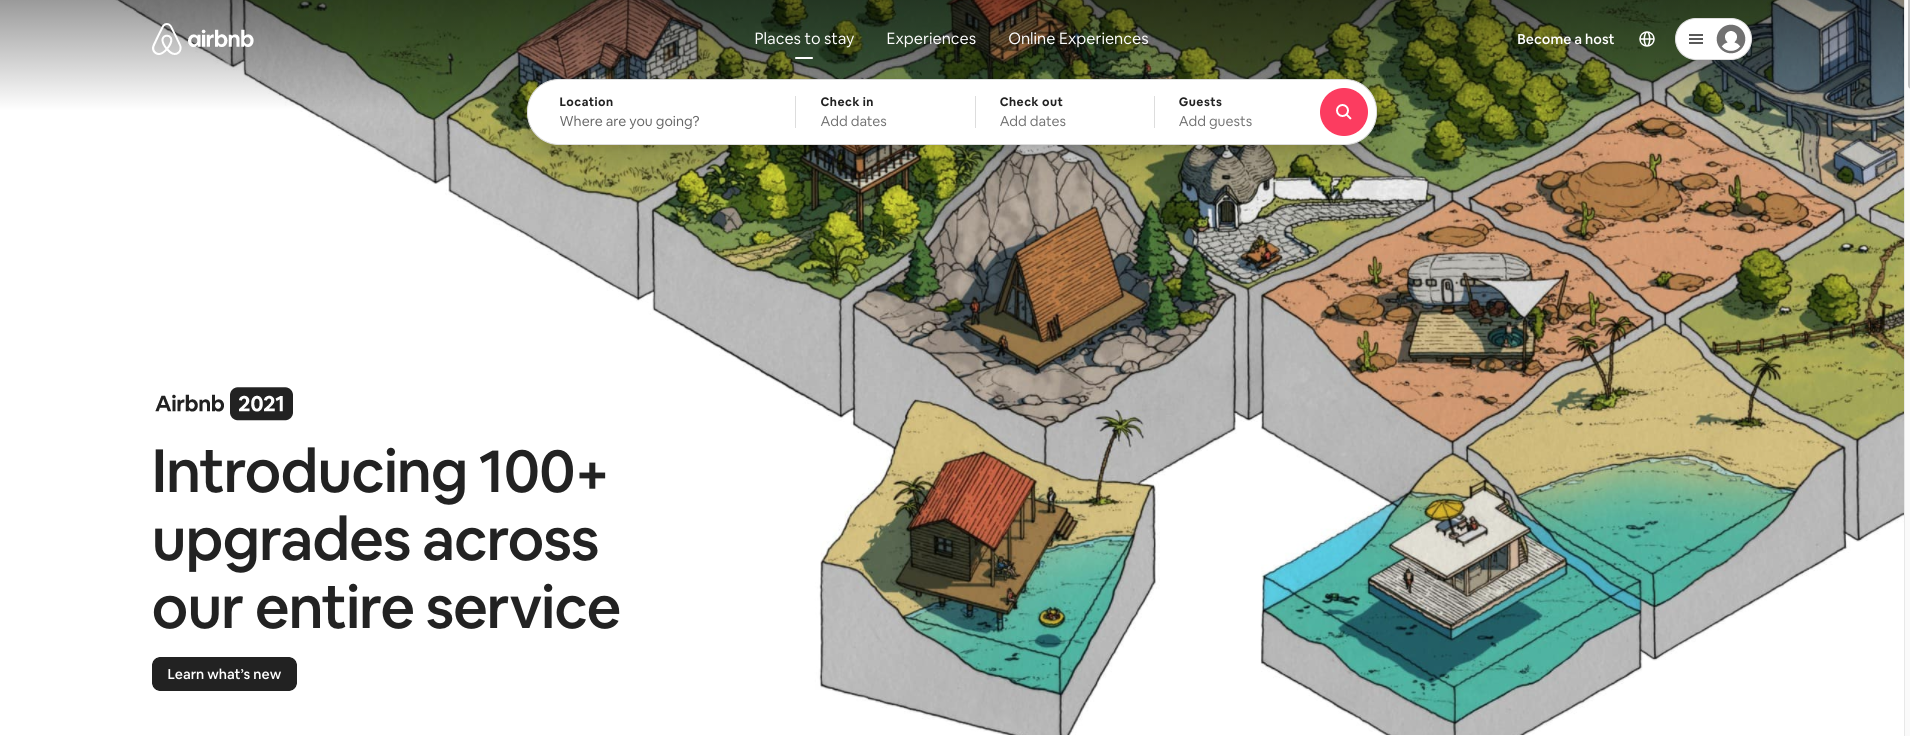 airbnb
Places to stay
Experiences
Online Experiences
Become a host
Location
Where are you going?
Check in
Add dates
Check out
Add dates
Guests
Add guests
Airbnb 2021
Introducing 100+
upgrades across
our entire service
Learn what's new